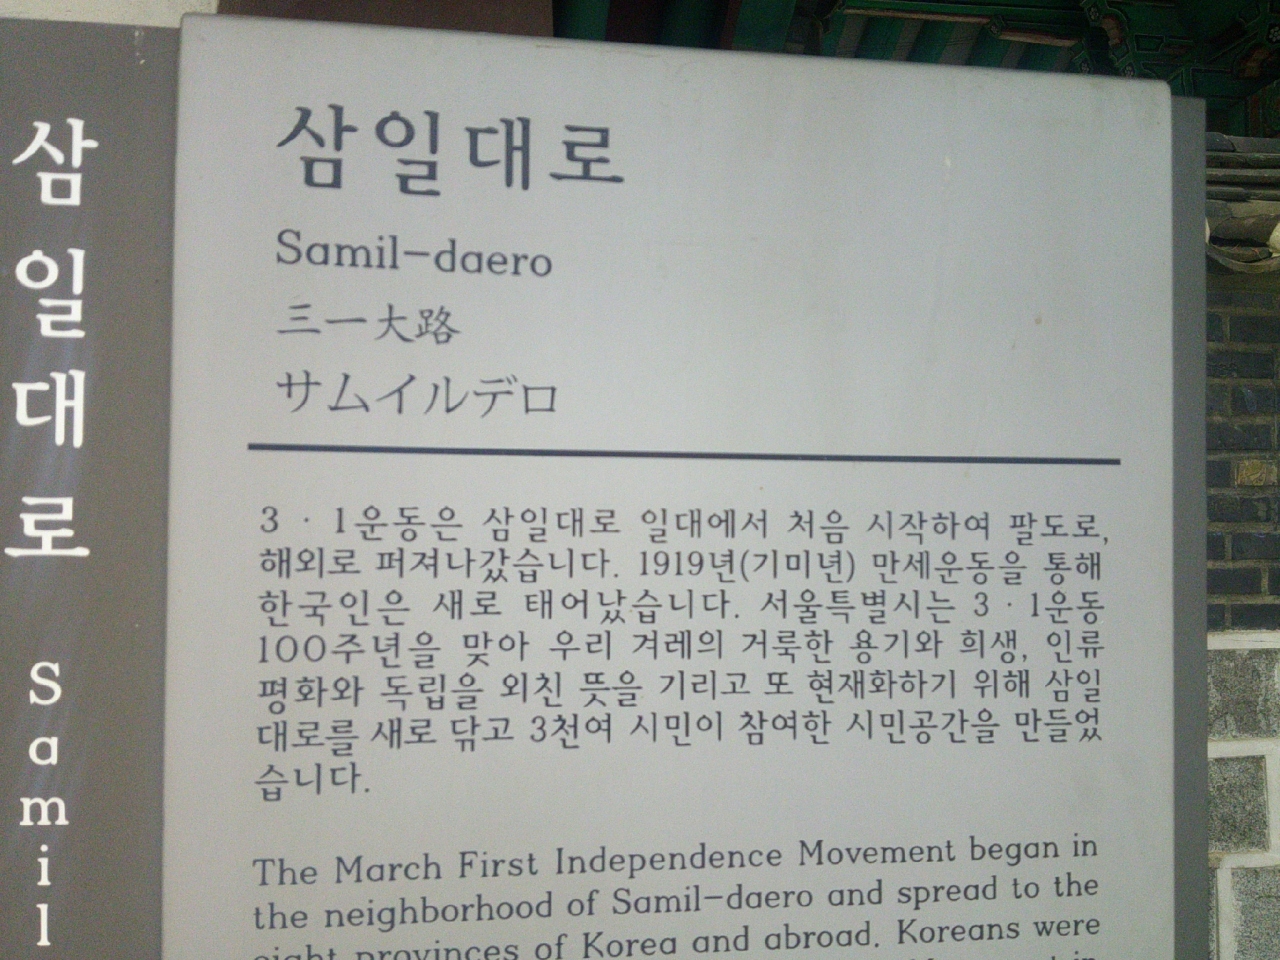 삼일대로
Samil
삼일대로
Samil-daero
三一大路
サムイルデロ
3 · 1운동은 삼일대로 일대에서 처음 시작하여 팔도로,
해외로 퍼져나갔습니다. 1919년(기미년) 만세운동을 통해
한국인은 새로 태어났습니다. 서울특별시는 3 · 1운동
100주년을 맞아 우리 겨레의 거룩한 용기와 희생, 인류
평화와 독립을 외친 뜻을 기리고 또 현재화하기 위해 삼일
대로를 새로 닦고 3천여 시민이 참여한 시민공간을 만들었
습니다.
The March First Independence Movement began in
the neighborhood of Samil-daero and spread to the
eight provinces of Korea and abroad. Koreans were